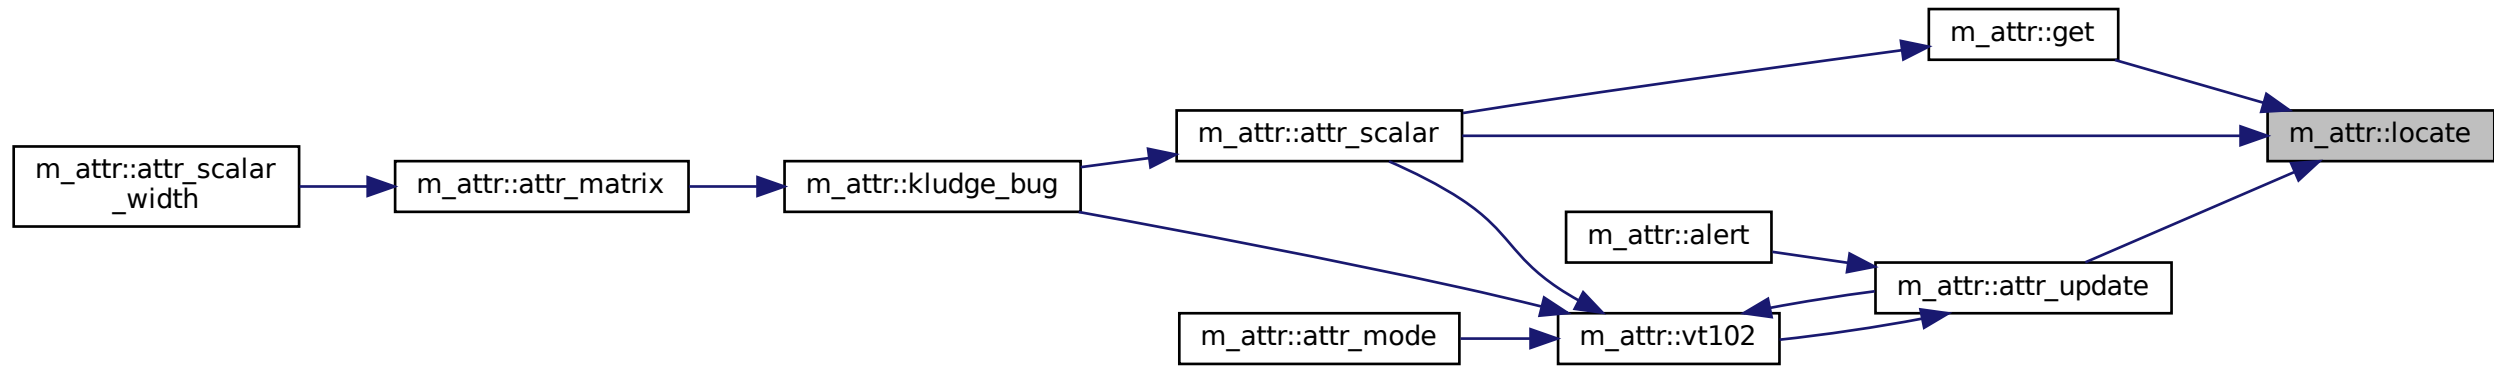 m_attr::get
m_attr::locate
m_attr::attr_scalar
m_attr::attr_scalar
_width
m_attr::attr_matrix
m_attr::kludge_bug
m_attr::alert
m_attr::attr_update
m_attr::attr_mode
m_attr::vt102